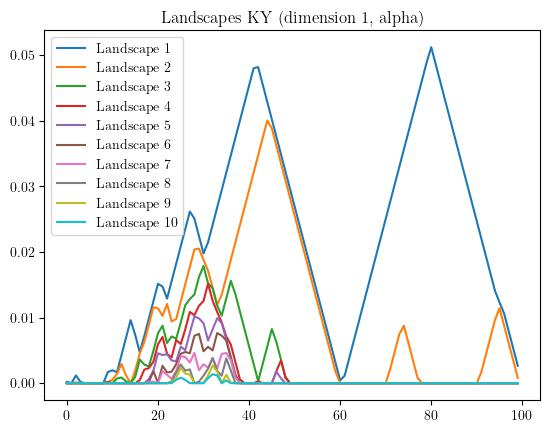 Landscapes KY (dimension 1, alpha)
Landscape 1
Landscape 2
Landscape 3
Landscape 4
Landscape 5
Landscape 6
Landscape 7
Landscape 8
Landscape 9
Landscape 10
0.05
0.04
0.03
0.02
0.01
0.00
0 20 40 60 80 100